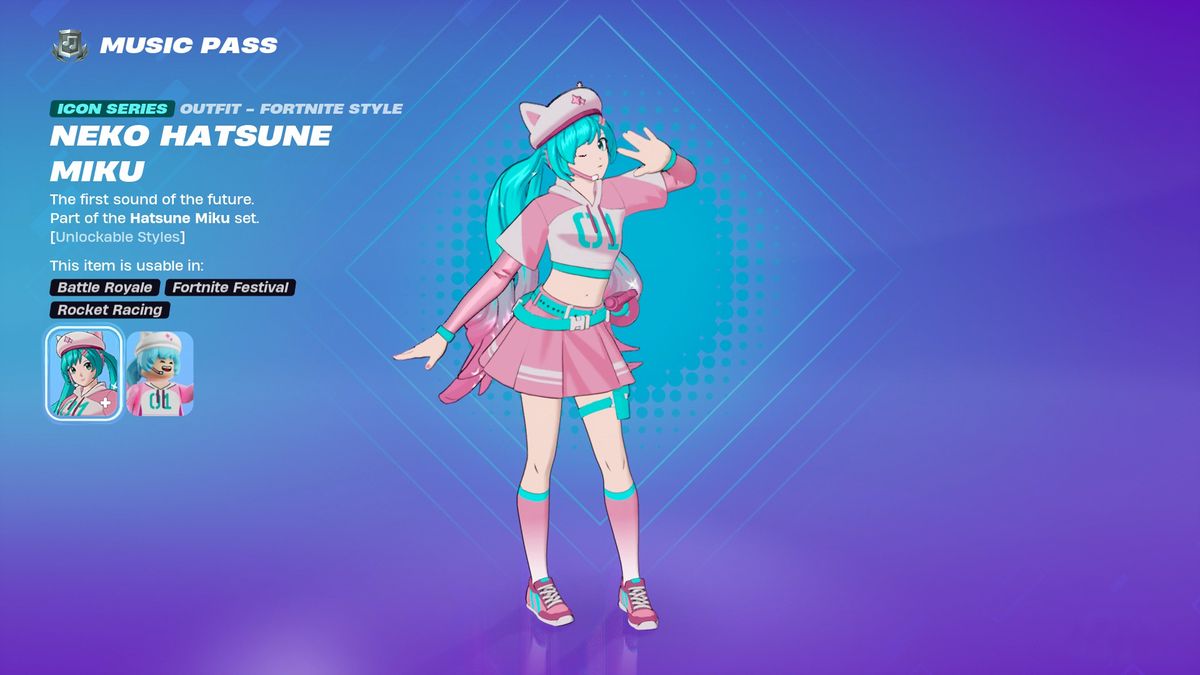 MUSIC PASS
ICON SERIES OUTFIT - FORTNITE STYLE
NEKO HATSUNE
MIKU
The first sound of the future.
Part of the Hatsune Miku set.
[Unlockable Styles]
This item is usable in:
Battle Royale Fortnite Festival
Rocket Racing
01
01